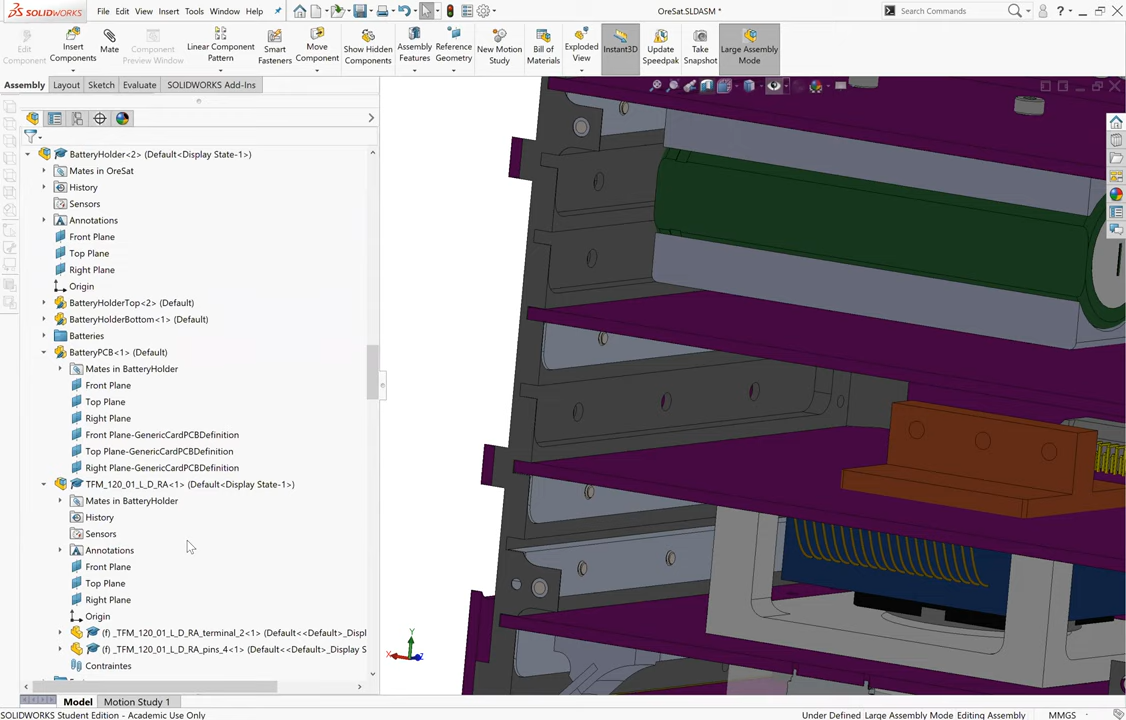 SOLIDWORKS
File Edit View Insert Tools Window Help
OreSat.SLDASM *
Search Commands
Edit Component
Insert Components
Mate
Component Preview Window
Linear Component Pattern
Smart Fasteners
Move Component
Show Hidden Components
Assembly Features
Reference Geometry
New Motion Study
Bill of Materials
Exploded View
Instant3D
Update Speedpak
Take Snapshot
Large Assembly Mode
Assembly Layout Sketch Evaluate SOLIDWORKS Add-Ins
BatteryHolder<2> (Default<Display State-1>)
Mates in OreSat
History
Sensors
Annotations
Front Plane
Top Plane
Right Plane
Origin
BatteryHolderTop<2> (Default)
BatteryHolderBottom<1> (Default)
Batteries
BatteryPCB<1> (Default)
Mates in BatteryHolder
Front Plane
Top Plane
Right Plane
Front Plane-GenericCardPCBDefinition
Top Plane-GenericCardPCBDefinition
Right Plane-GenericCardPCBDefinition
TFM_120_01_L_D_RA<1> (Default<Display State-1>)
Mates in BatteryHolder
History
Sensors
Annotations
Front Plane
Top Plane
Right Plane
Origin
(f) _TFM_120_01_L_D_RA_terminal_2<1> (Default<<Default>_Displ
(f) _TFM_120_01_L_D_RA_pins_4<1> (Default<<Default>_Display S
Contraintes
Y
X
Z
Model Motion Study 1
SOLIDWORKS Student Edition - Academic Use Only
Under Defined Large Assembly Mode Editing Assembly MMGS